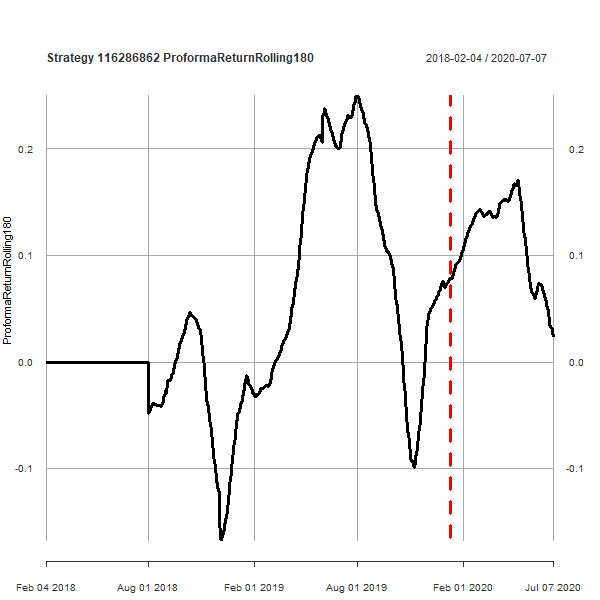 Strategy 116286862 ProformaReturnRolling180
2018-02-04 / 2020-07-07
ProformaReturnRolling180
0.2
0.1
0.0
-0.1
0.2
0.1
0.0
-0.1
Feb 04 2018
Aug 01 2018
Feb 01 2019
Aug 01 2019
Feb 01 2020
Jul 07 2020